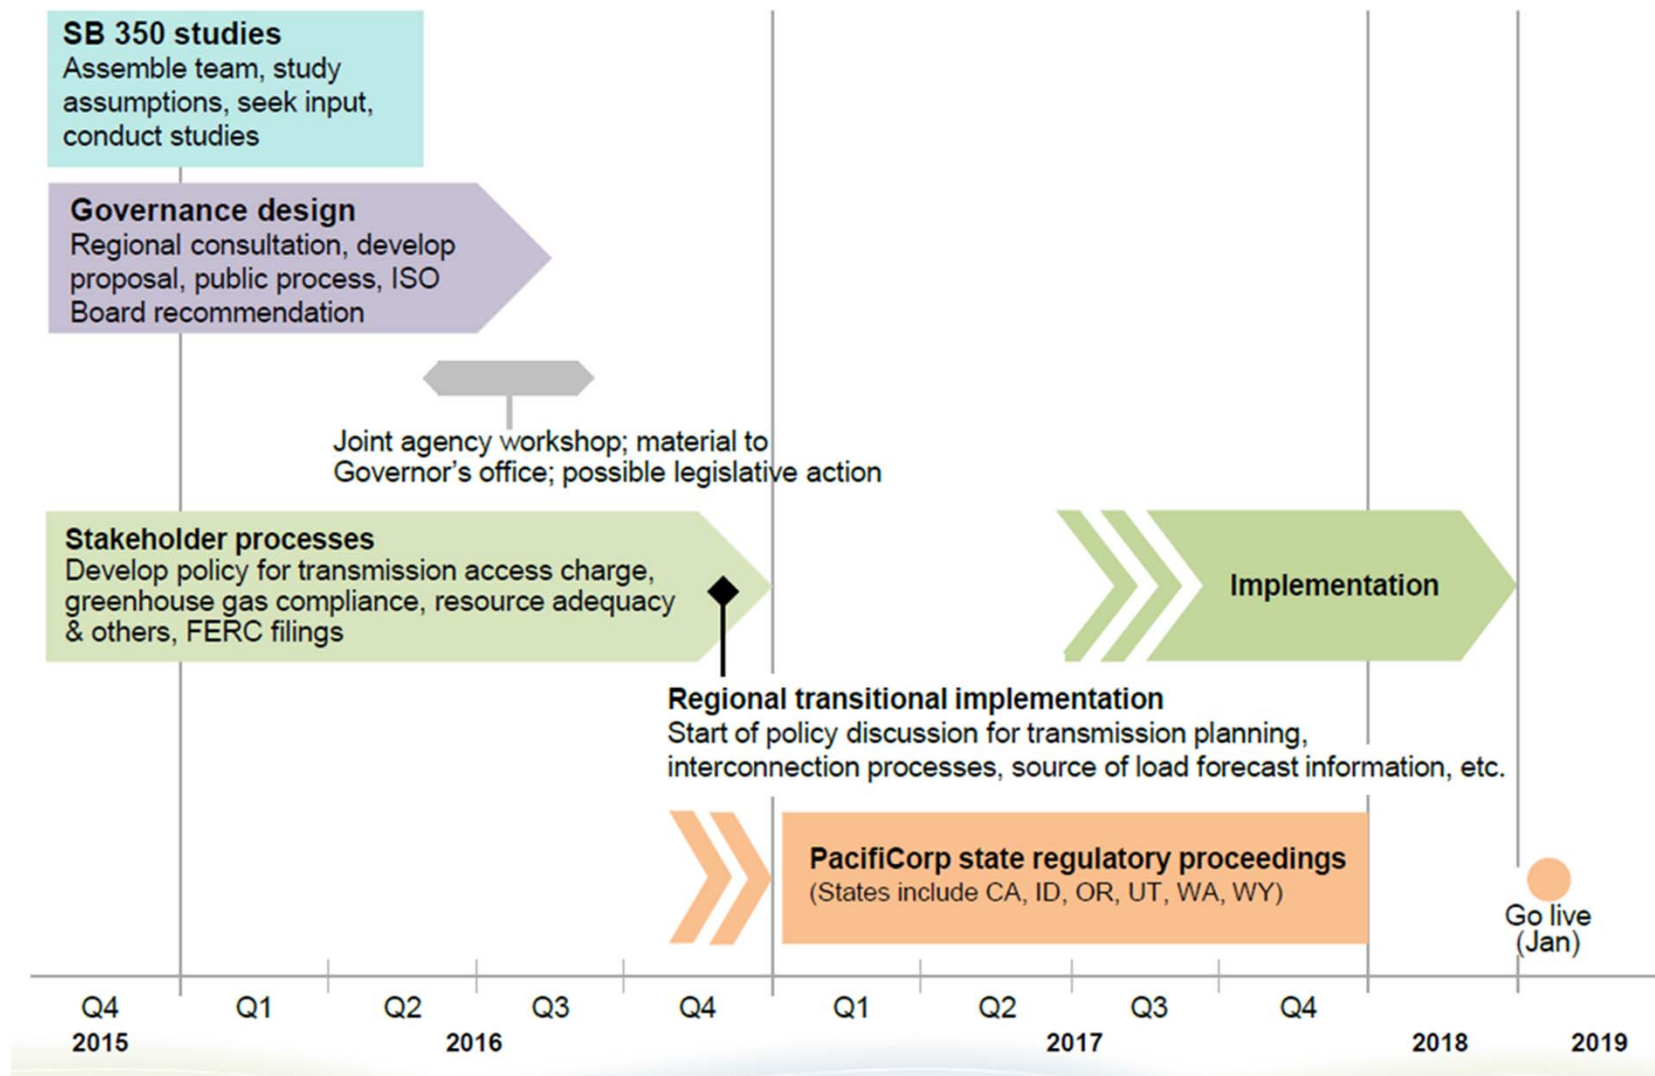 SB 350 studies
Assemble team, study
assumptions, seek input,
conduct studies
Governance design
Regional consultation, develop
proposal, public process, ISO
Board recommendation
Joint agency workshop; material to
Governor's office; possible legislative action
Stakeholder processes
Develop policy for transmission access charge,
greenhouse gas compliance, resource adequacy
& others, FERC filings
Implementation
Regional transitional implementation
Start of policy discussion for transmission planning,
interconnection processes, source of load forecast information, etc.
PacifiCorp state regulatory proceedings
(States include CA, ID, OR, UT, WA, WY)
Go live
(Jan)
Q4 Q1 Q2 Q3 Q4 Q1 Q2 Q3 Q4
2015 2016 2017 2018 2019